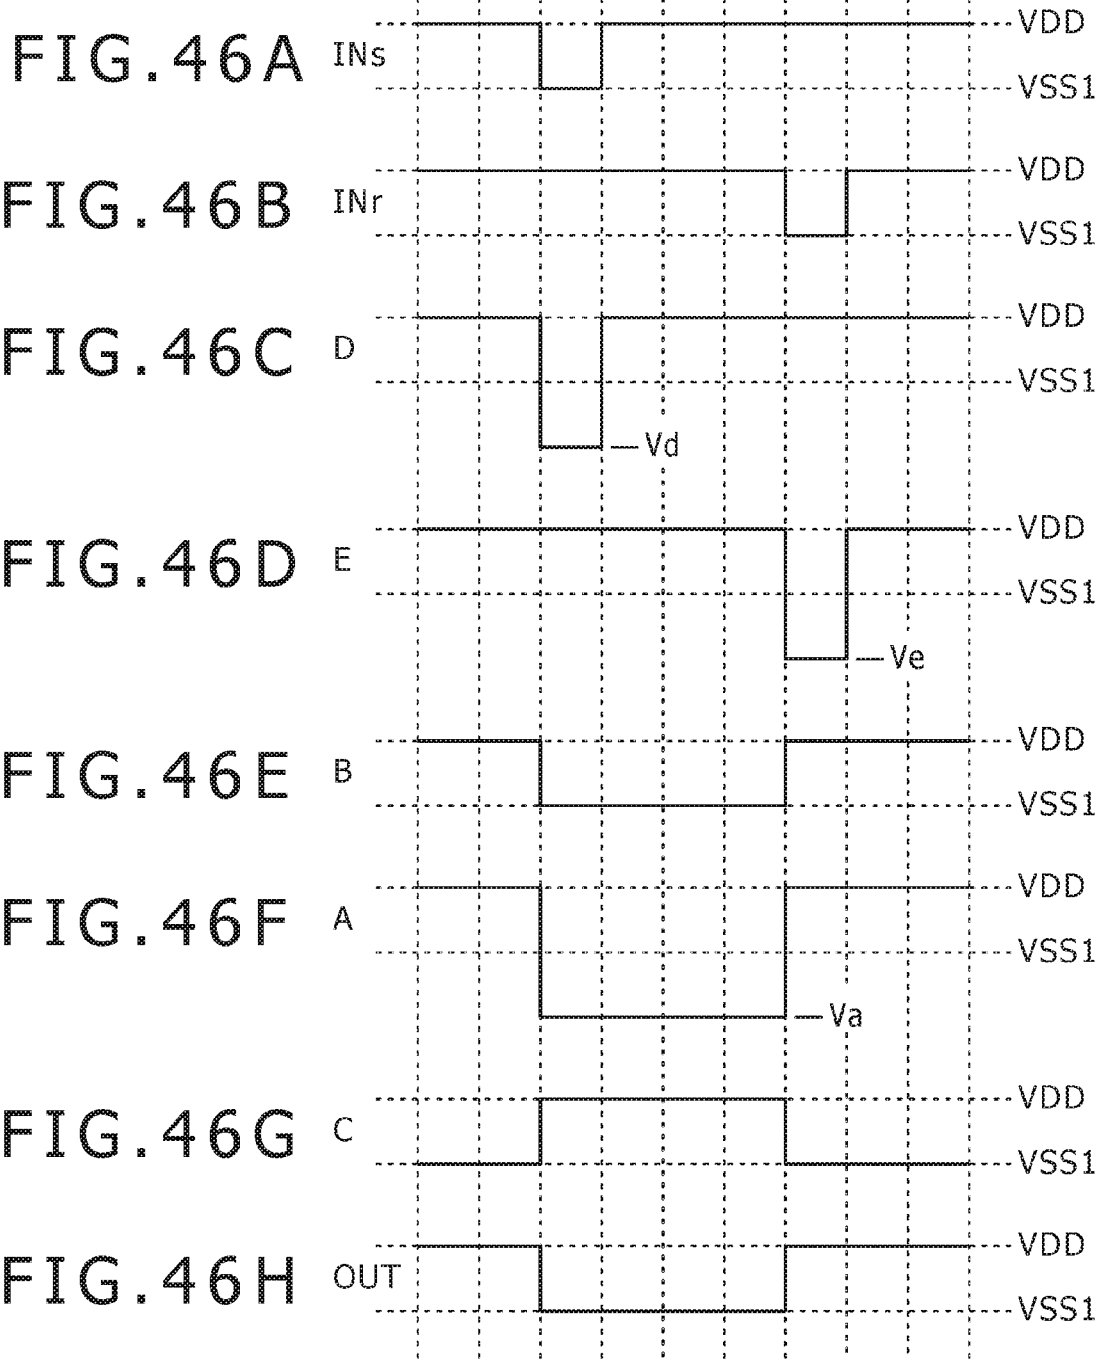 FIG.46A INs VDD
VSS1
FIG.46B INr VDD
VSS1
FIG.46C D VDD
VSS1
Vd
FIG.46D E VDD
VSS1
Ve
FIG.46E B VDD
VSS1
FIG.46F A VDD
VSS1
Va
FIG.46G C VDD
VSS1
FIG.46H OUT VDD
VSS1